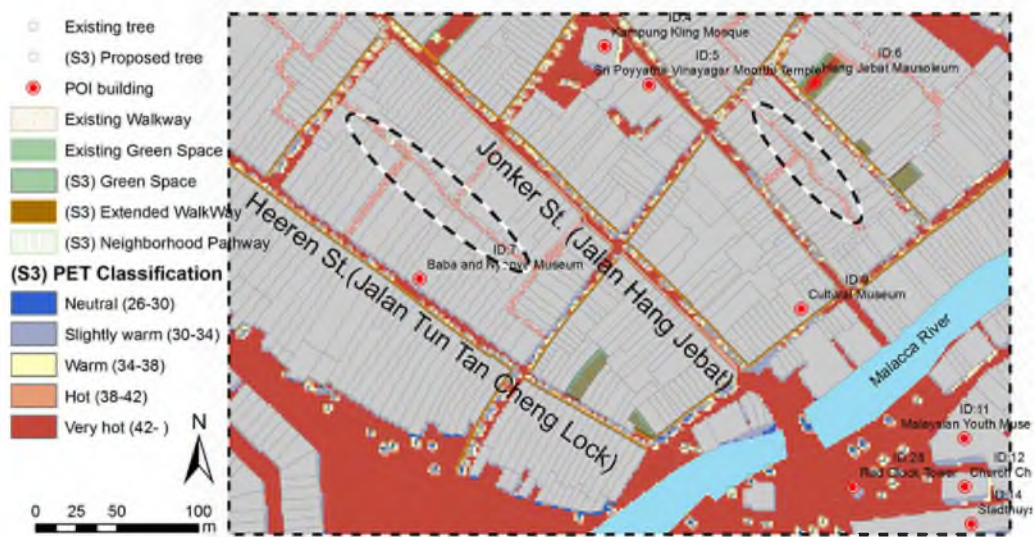 Existing tree
(S3) Proposed tree
POI building
Existing Walkway
Existing Green Space
(S3) Green Space
(S3) Extended WalkWay
(S3) Neighborhood Pathway
(S3) PET Classification
Neutral (26-30)
Slightly warm (30-34)
Warm (34-38)
Hot (38-42)
Very hot (42- )
N
0 25 50 100
m
ID:4
Kampung Kling Mosque
ID:5
Sri Poyyatha Vinayagar Moorthi Temple
ID:6
Hang Jebat Mausoleum
Jonker St. (Jalan Hang Jebat)
Heeren St.(Jalan Tun Tan Cheng Lock)
ID:7
Baba and Nyonya Museum
Cultural Museum
Malacca River
ID:11
Malaysian Youth Muse
ID:28
Red Clock Tower
ID:12
Church Ch
ID:14
Stadthuys